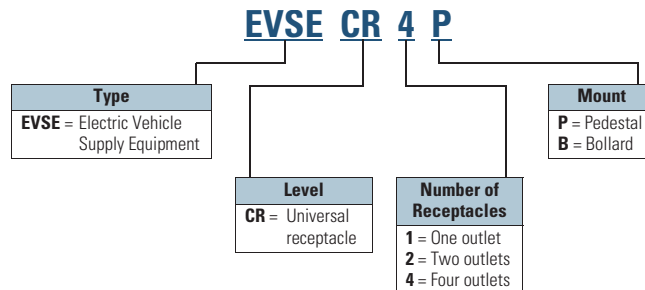 EVSE CR 4 P
Type
EVSE = Electric Vehicle
Supply Equipment
Level
CR = Universal
receptacle
Number of
Receptacles
1 = One outlet
2 = Two outlets
4 = Four outlets
Mount
P = Pedestal
B = Bollard